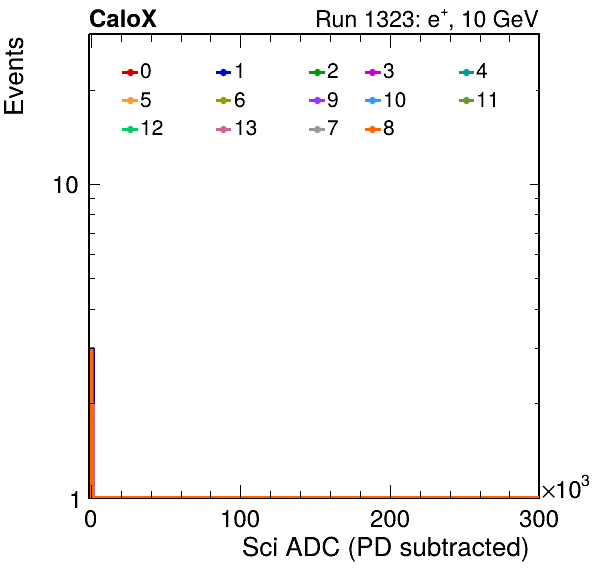 CaloX Run 1323: e⁺, 10 GeV
Events
0 1 2 3 4
5 6 9 10 11
12 13 7 8
10
1
0 100 200 300 ×10³
Sci ADC (PD subtracted)